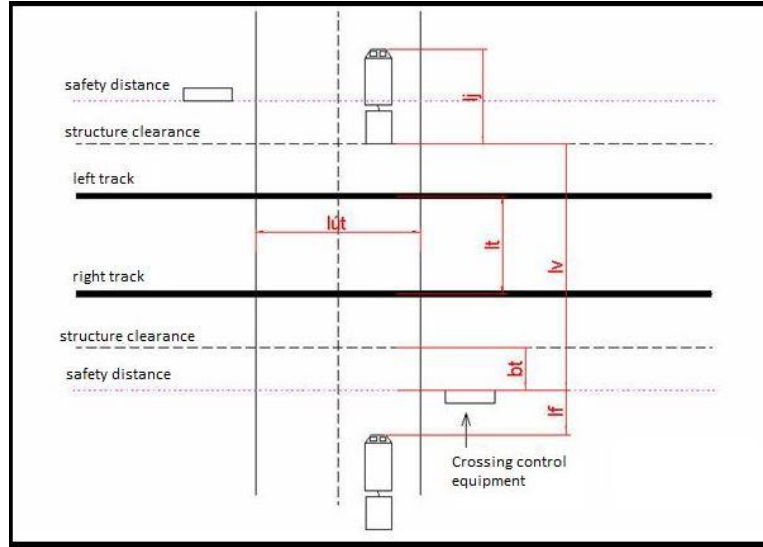 safety distance
lj
structure clearance
left track
lút
lt
lv
right track
structure clearance
bt
safety distance
lf
Crossing control
equipment